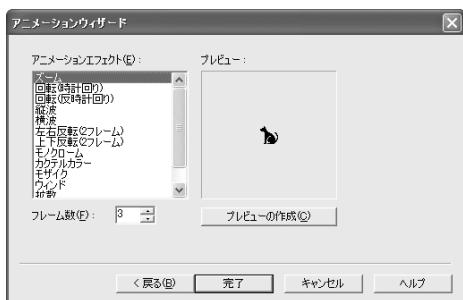 アニメーションウィザード
アニメーションエフェクト(E):
ズーム
回転(時計回り)
回転(反時計回り)
縦波
横波
左右反転(2フレーム)
上下反転(2フレーム)
モノクローム
カクテルカラー
モザイク
ウィンド
拡散
フレーム数(F):
3
プレビュー:
プレビューの作成(C)
< 戻る(B)
完了
キャンセル
ヘルプ